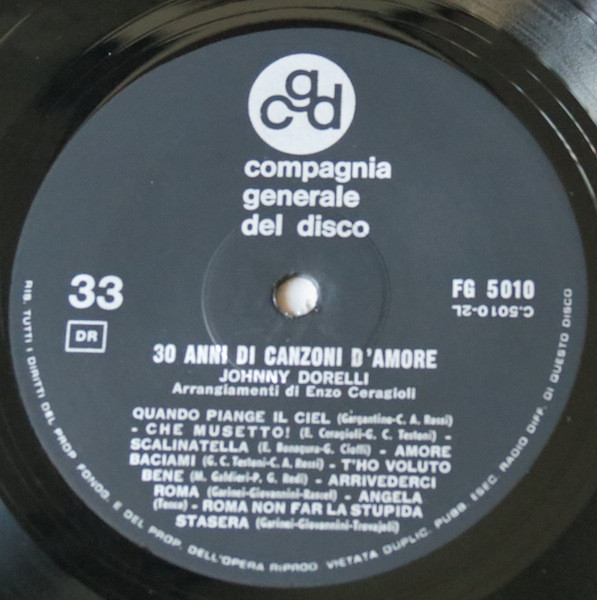 cgd
compagnia
generale
del disco
33
FG 5010
C.5010-2L
DR
30 ANNI DI CANZONI D'AMORE
JOHNNY DORELLI
Arrangiamenti di Enzo Ceragioli
QUANDO PIANGE IL CIEL (Gargantino-C. A. Rossi)
- CHE MUSETTO! (E. Ceragioli-G. C. Testoni) -
SCALINATELLA (E. Bonagura-G. Cioffi) - AMORE
BACIAMI (G. C. Testoni-C. A. Rossi) - T'HO VOLUTO
BENE (M. Galdieri-P. G. Redi) - ARRIVEDERCI
ROMA (Garinei-Giovannini-Rascel) - ANGELA
(Tenco) - ROMA NON FAR LA STUPIDA
STASERA (Garinei-Giovannini-Trovajoli)
RIS. TUTTI I DIRITTI DEL PROP. FONOG. E DEL PROP. DELL'OPERA RIPROD. VIETATA DUPLIC. PUBB. ESEC. RADIO DIFF. DI QUESTO DISCO